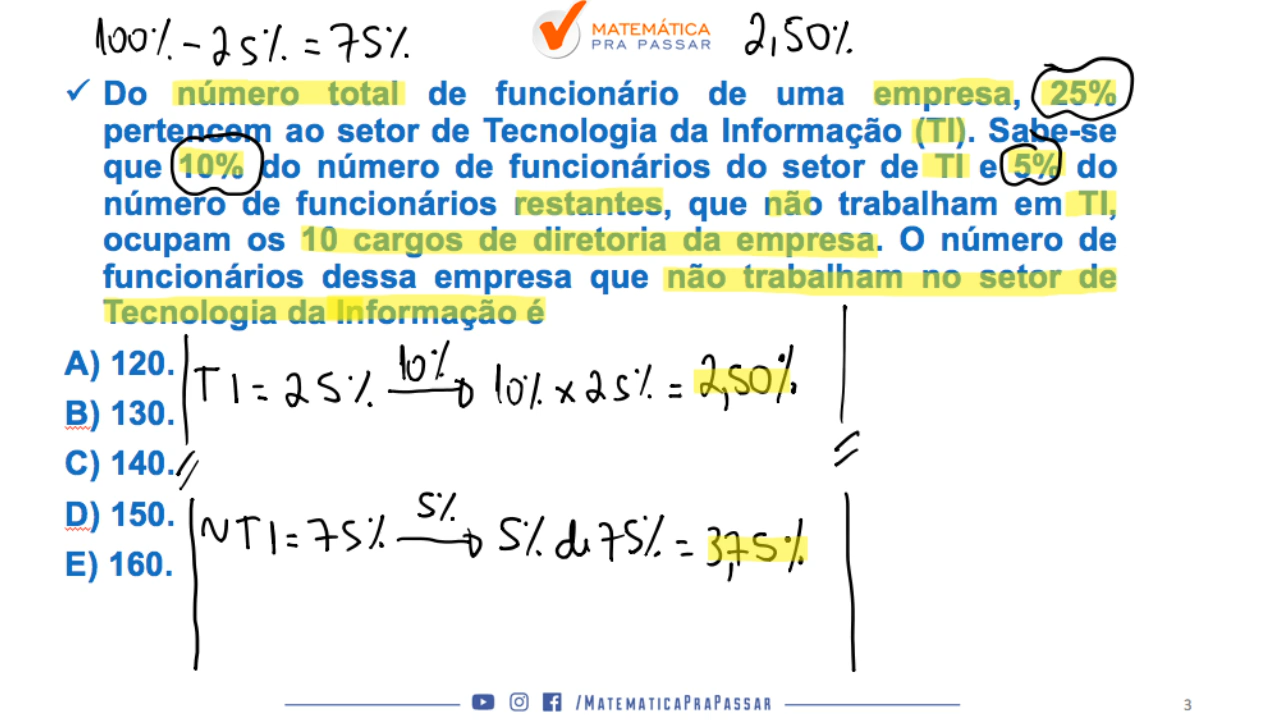 100% - 25% = 75%
MATEMÁTICA
PRA PASSAR
2,50%
✓ Do número total de funcionário de uma empresa, 25%
pertencem ao setor de Tecnologia da Informação (TI). Sabe-se
que 10% do número de funcionários do setor de TI e 5% do
número de funcionários restantes, que não trabalham em TI,
ocupam os 10 cargos de diretoria da empresa. O número de
funcionários dessa empresa que não trabalham no setor de
Tecnologia da Informação é
A) 120.
B) 130.
C) 140.
D) 150.
E) 160.
10%
TI = 25% → 10% x 25% = 2,50%
5%
NTI = 75% → 5% de 75% = 3,75%
/MATEMATICAPRAPASSAR
3